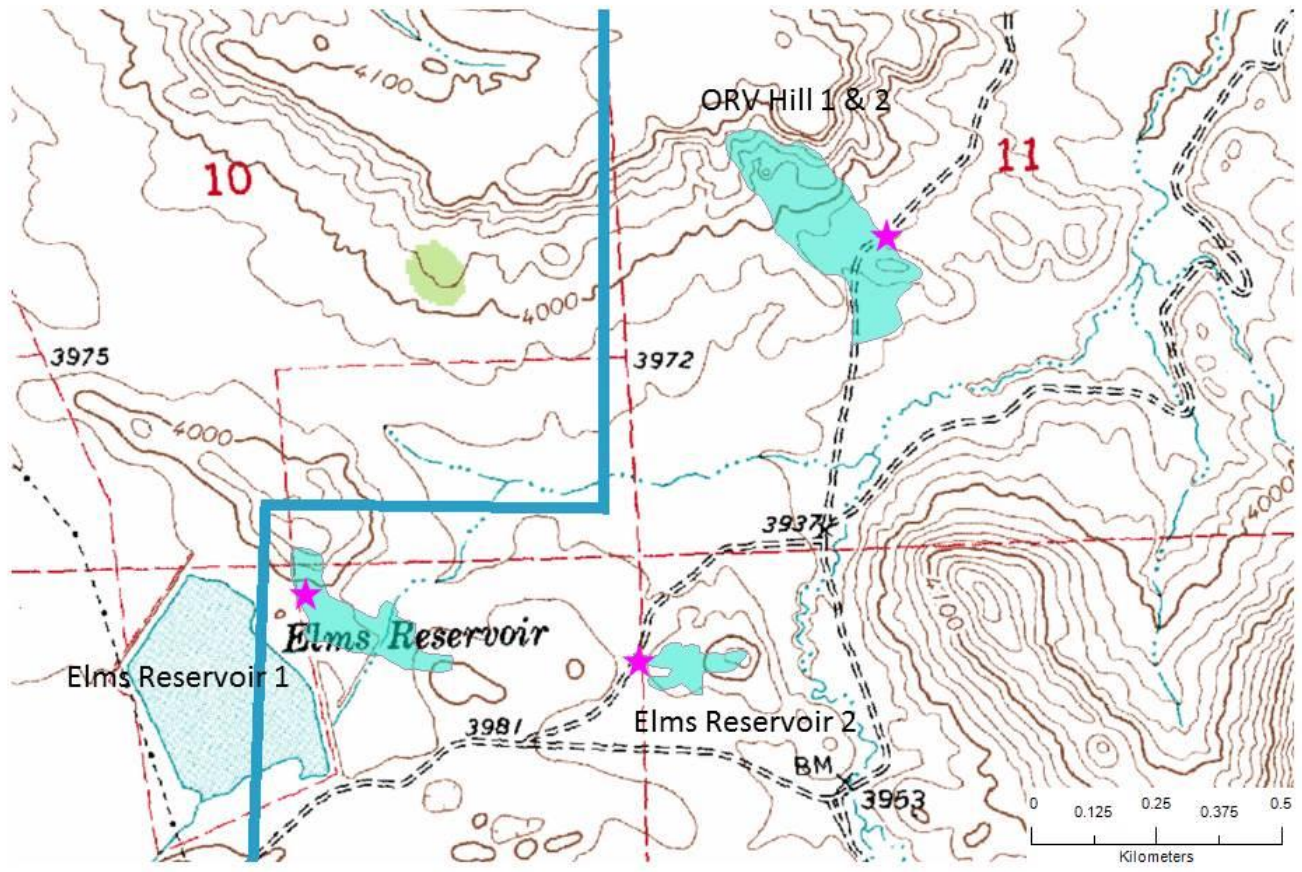 4100
ORV Hill 1 & 2
10
11
4000
3975
3972
4000
4000
3937
4100
Elms Reservoir
Elms Reservoir 1
Elms Reservoir 2
3981
BM
3953
0 0.125 0.25 0.375 0.5
Kilometers